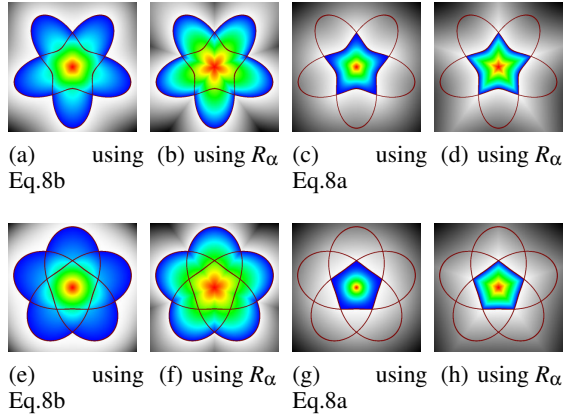 (a) using
Eq.8b
(b) using Rα
(c) using
Eq.8a
(d) using Rα
(e) using
Eq.8b
(f) using Rα
(g) using
Eq.8a
(h) using Rα